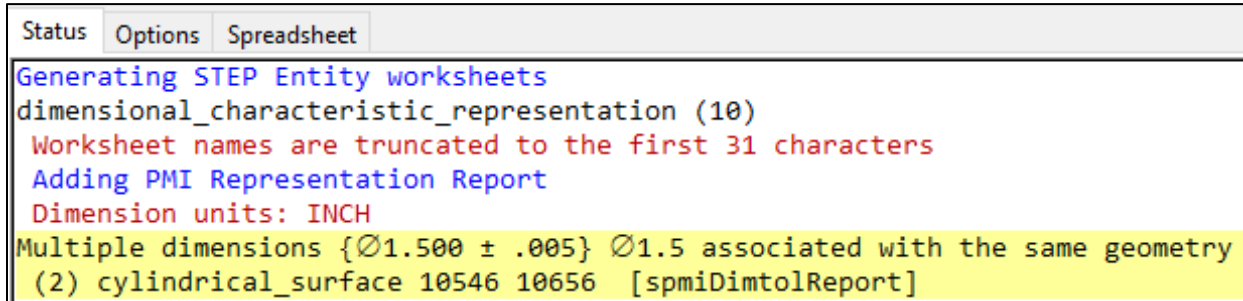 Status Options Spreadsheet
Generating STEP Entity worksheets
dimensional_characteristic_representation (10)
Worksheet names are truncated to the first 31 characters
Adding PMI Representation Report
Dimension units: INCH
Multiple dimensions {∅1.500 ± .005} ∅1.5 associated with the same geometry
(2) cylindrical_surface 10546 10656 [spmiDimtolReport]